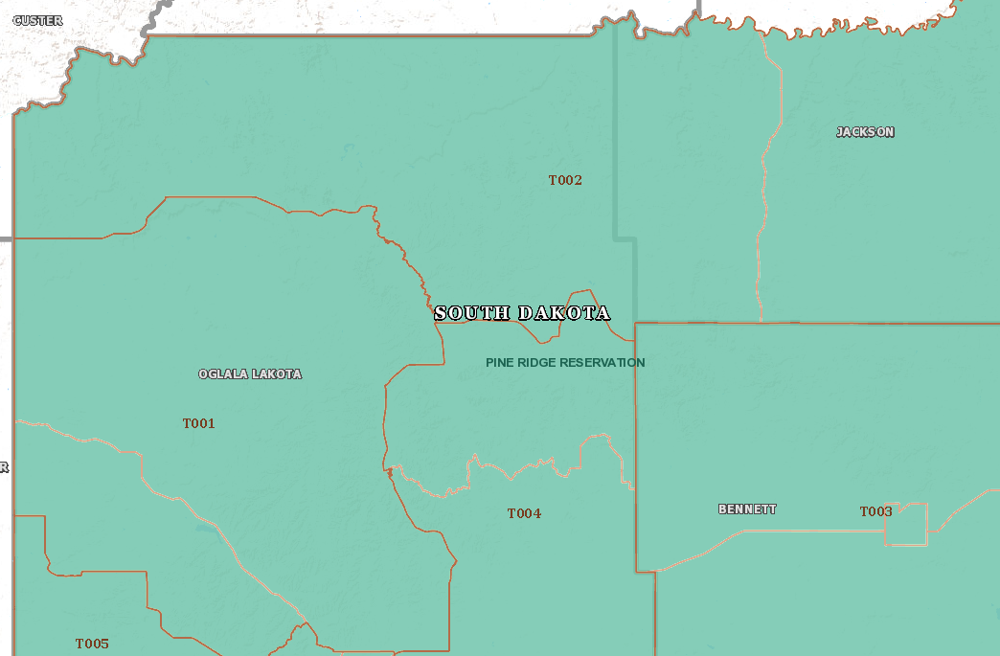 CUSTER
JACKSON
T002
SOUTH DAKOTA
PINE RIDGE RESERVATION
OGLALA LAKOTA
T001
R
BENNETT
T003
T004
T005